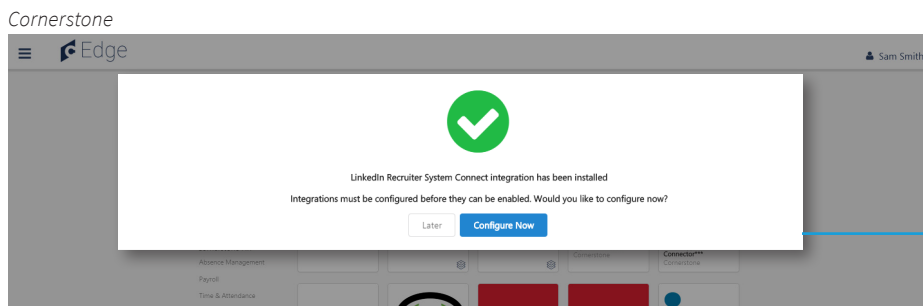 Cornerstone
Edge
Sam Smith
LinkedIn Recruiter System Connect integration has been installed
Integrations must be configured before they can be enabled. Would you like to configure now?
Later Configure Now
Cornerstone
Connector***
Absence Management
Cornerstone
Payroll
Time & Attendance